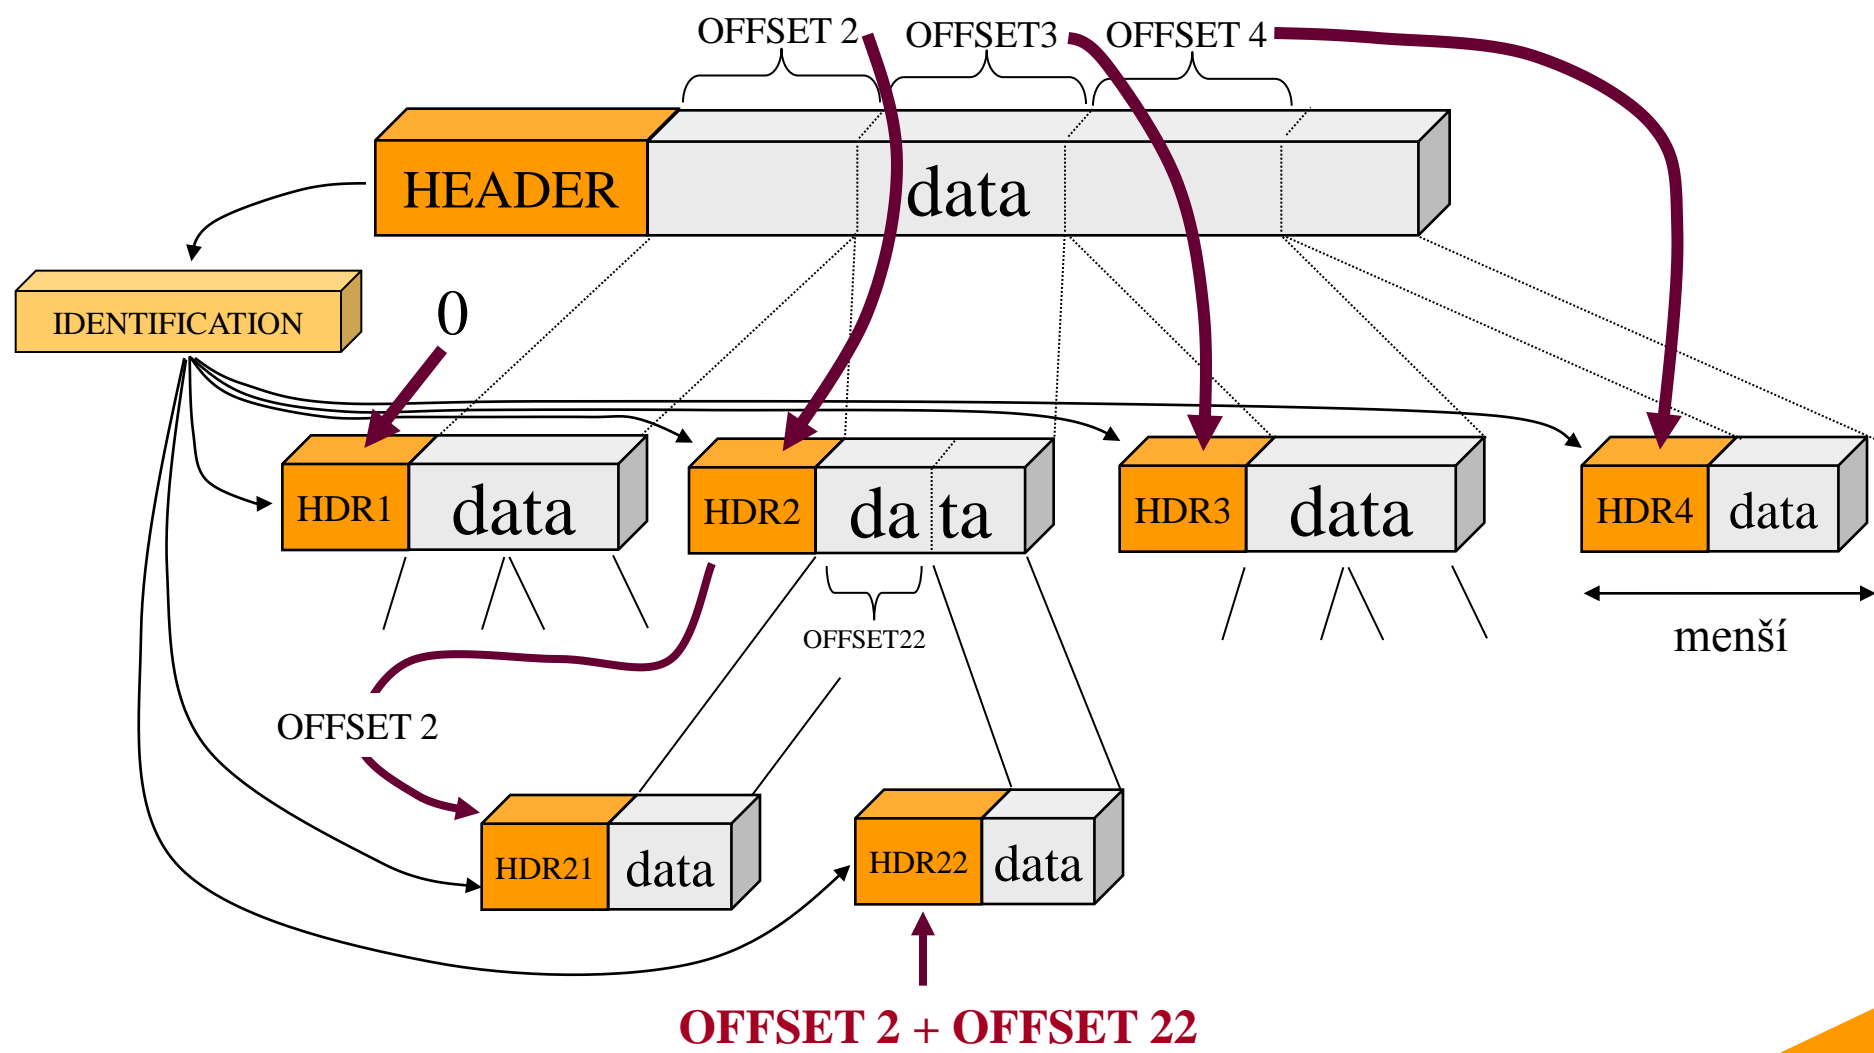 OFFSET 2 OFFSET3 OFFSET 4
HEADER data
IDENTIFICATION
0
HDR1 data HDR2 da ta HDR3 data HDR4 data
OFFSET22
menší
OFFSET 2
HDR21 data HDR22 data
OFFSET 2 + OFFSET 22